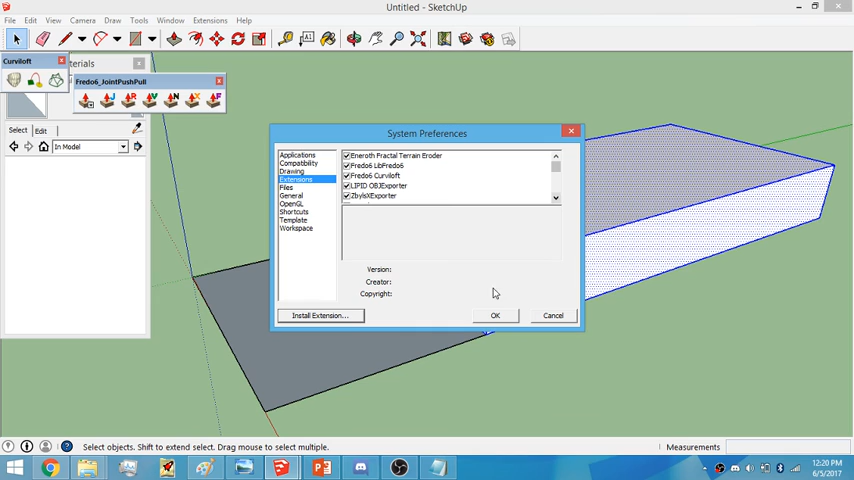 Untitled - SketchUp
File Edit View Camera Draw Tools Window Extensions Help
Curviloft
Materials
Fredo6_JointPushPull
Select Edit
In Model
System Preferences
Applications
Compatibility
Drawing
Extensions
Files
General
OpenGL
Shortcuts
Template
Workspace
Eneroth Fractal Terrain Eroder
Fredo6 LibFredo6
Fredo6 Curviloft
LIPID OBJExporter
ZbylsXExporter
Version:
Creator:
Copyright:
Install Extension...
OK
Cancel
Select objects. Shift to extend select. Drag mouse to select multiple.
Measurements
12:20 PM
6/5/2017